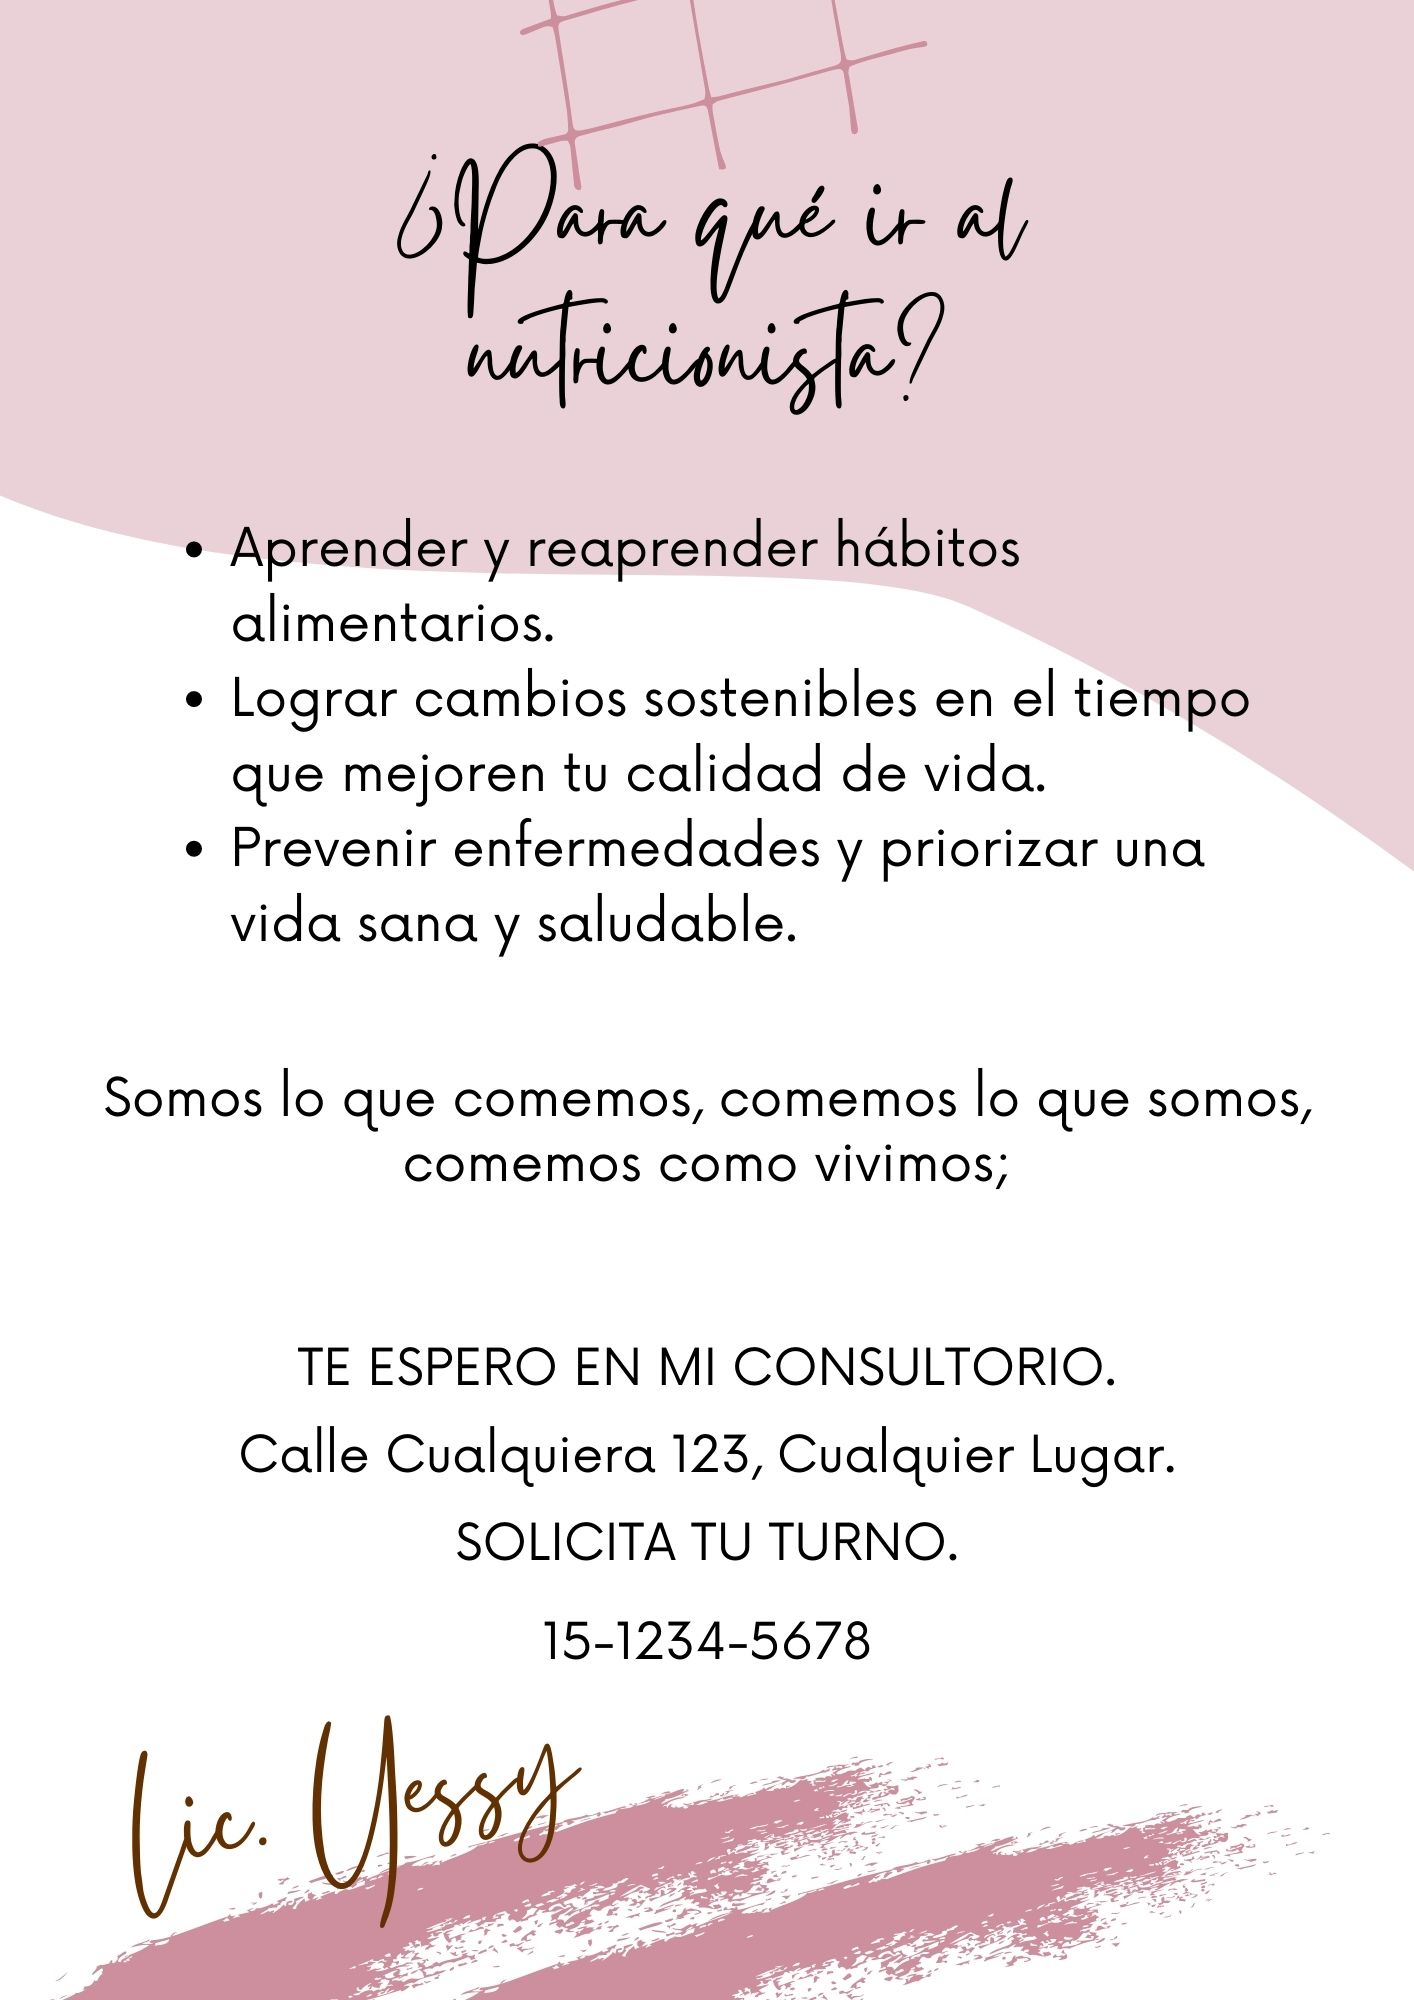 ¿Para qué ir al
nutricionista?
• Aprender y reaprender hábitos
alimentarios.
• Lograr cambios sostenibles en el tiempo
que mejoren tu calidad de vida.
• Prevenir enfermedades y priorizar una
vida sana y saludable.
Somos lo que comemos, comemos lo que somos,
comemos como vivimos;
TE ESPERO EN MI CONSULTORIO.
Calle Cualquiera 123, Cualquier Lugar.
SOLICITA TU TURNO.
15-1234-5678
Lic. Yessy